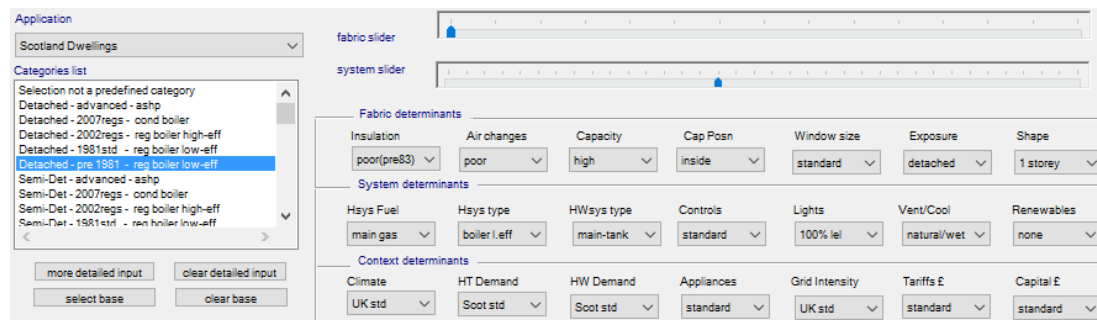 Application
Scotland Dwellings
Categories list
Selection not a predefined category
Detached - advanced - ashp
Detached - 2007regs - cond boiler
Detached - 2002regs - reg boiler high-eff
Detached - 1981std - reg boiler low-eff
Detached - pre 1981 - reg boiler low-eff
Semi-Det - advanced - ashp
Semi-Det - 2007regs - cond boiler
Semi-Det - 2002regs - reg boiler high-eff
Semi-Det - 1981std - reg boiler low-eff
more detailed input clear detailed input
select base clear base
fabric slider
system slider
Fabric determinants
Insulation Air changes Capacity Cap Posn Window size Exposure Shape
poor(pre83) poor high inside standard detached 1 storey
System determinants
Hsys Fuel Hsys type HWsys type Controls Lights Vent/Cool Renewables
main gas boiler l.eff main-tank standard 100% lel natural/wet none
Context determinants
Climate HT Demand HW Demand Appliances Grid Intensity Tariffs £ Capital £
UK std Scot std Scot std standard UK std standard standard